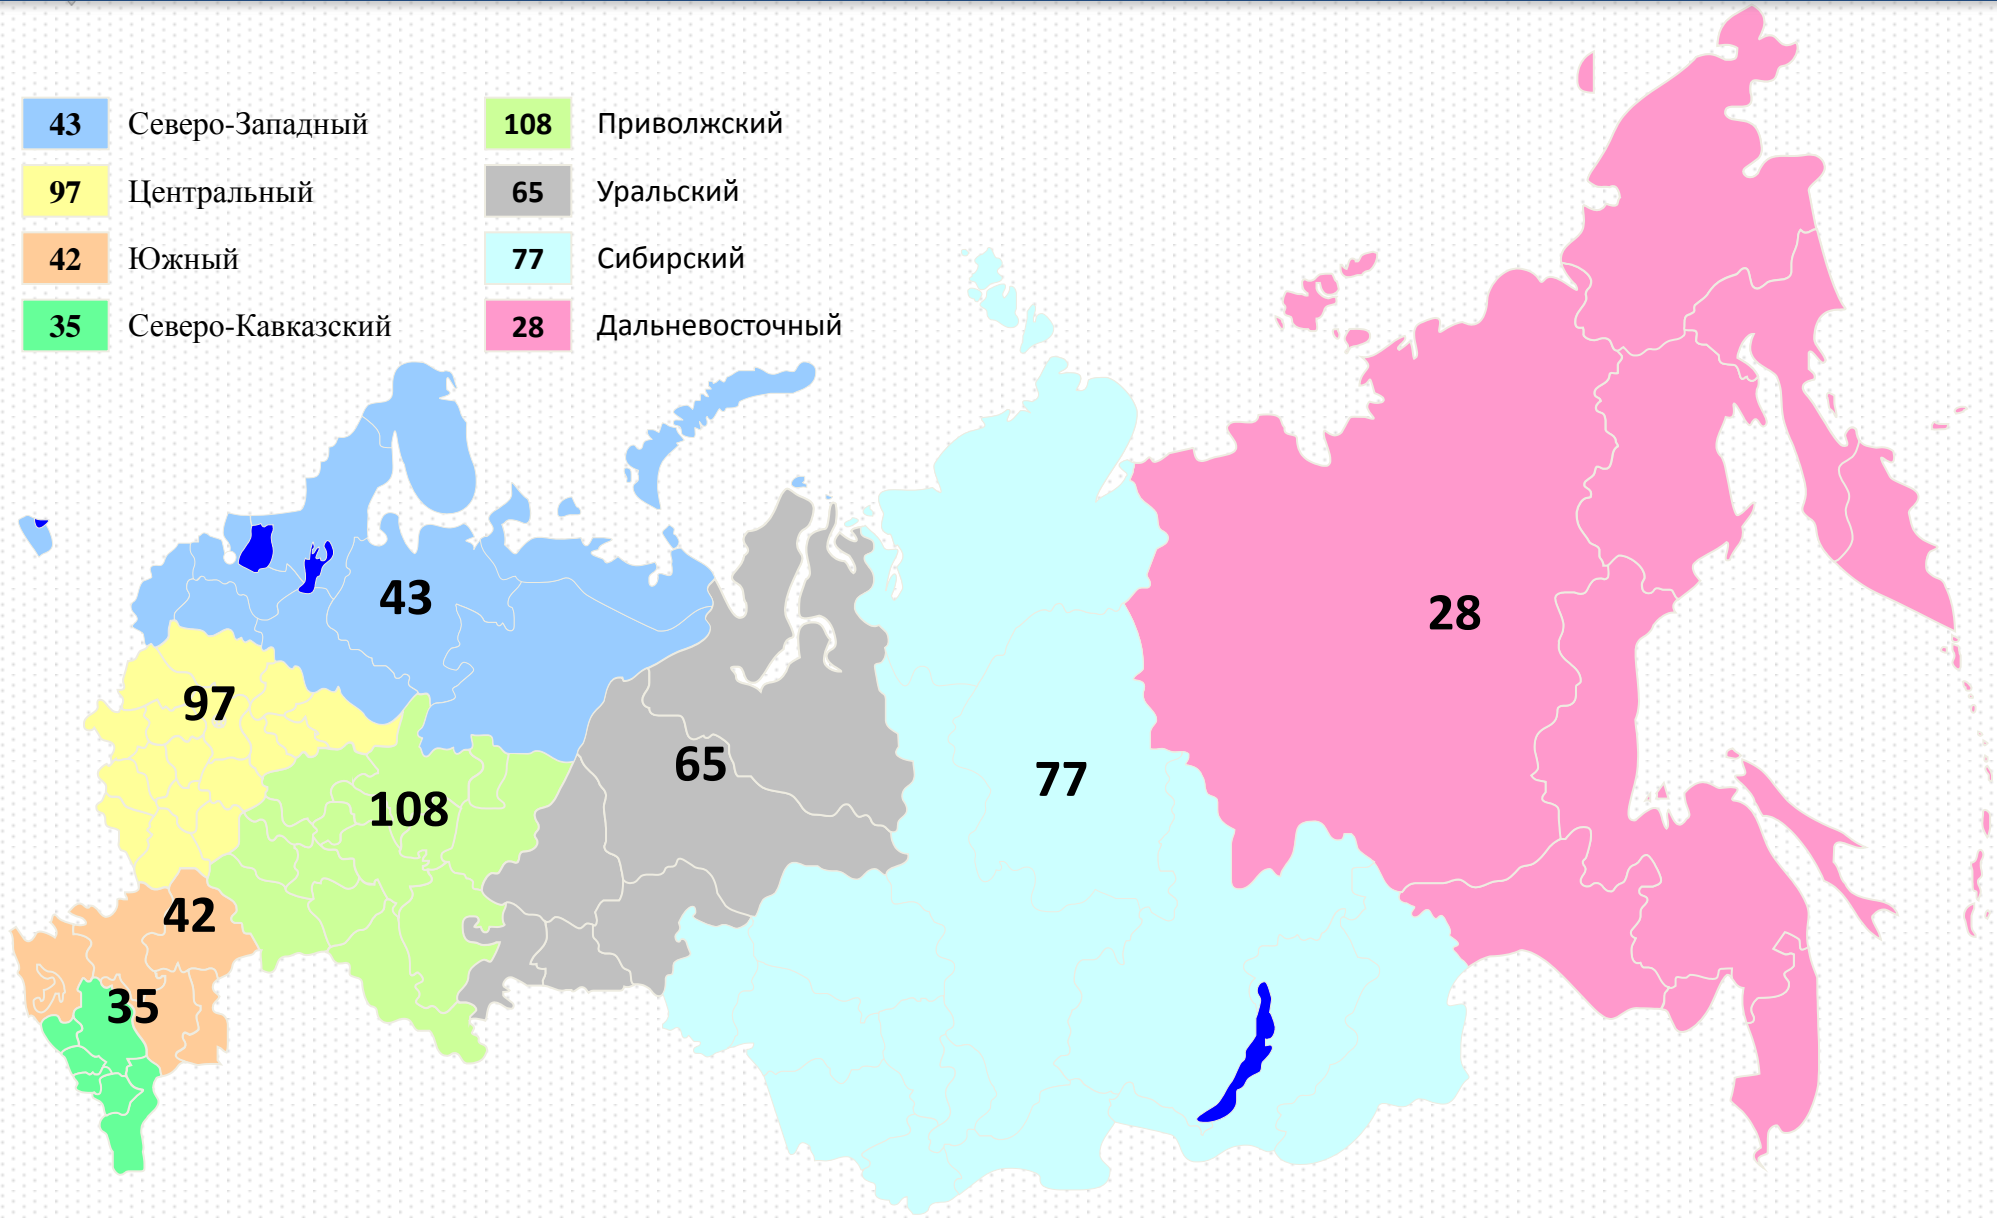 43 Северо-Западный
97 Центральный
42 Южный
35 Северо-Кавказский
108 Приволжский
65 Уральский
77 Сибирский
28 Дальневосточный
43
28
97
65
77
108
42
35